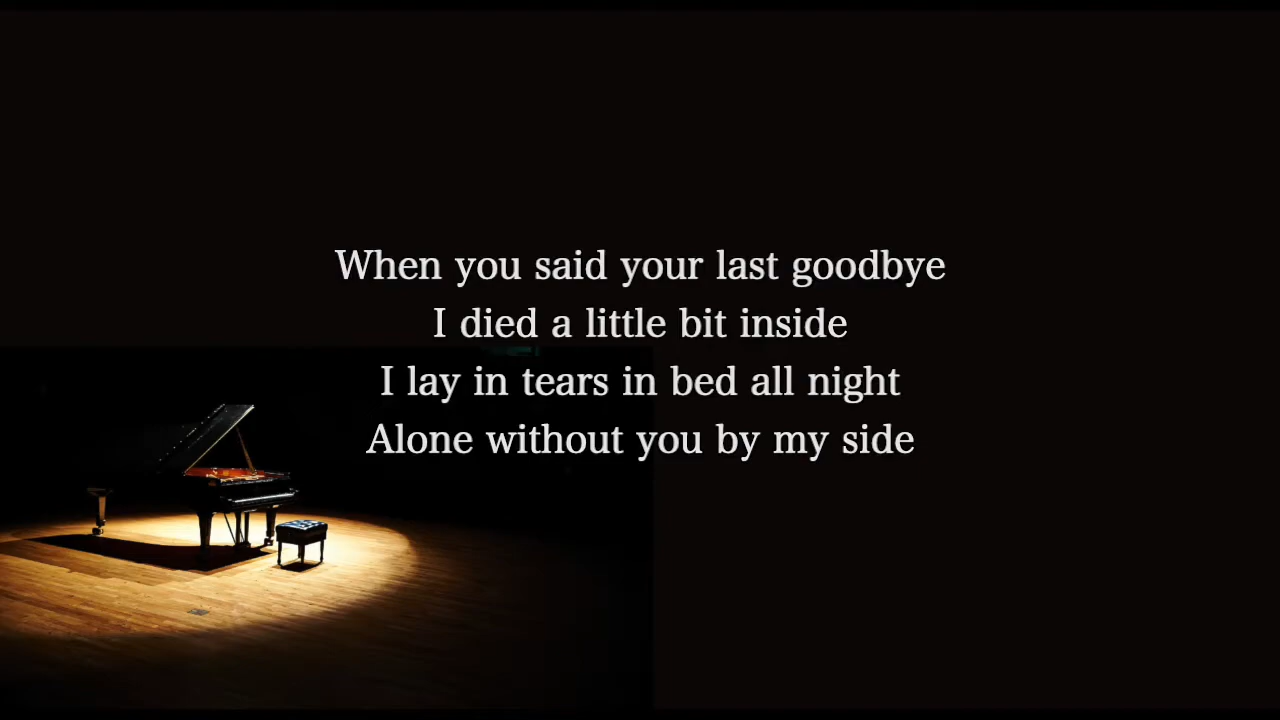 When you said your last goodbye
I died a little bit inside
I lay in tears in bed all night
Alone without you by my side